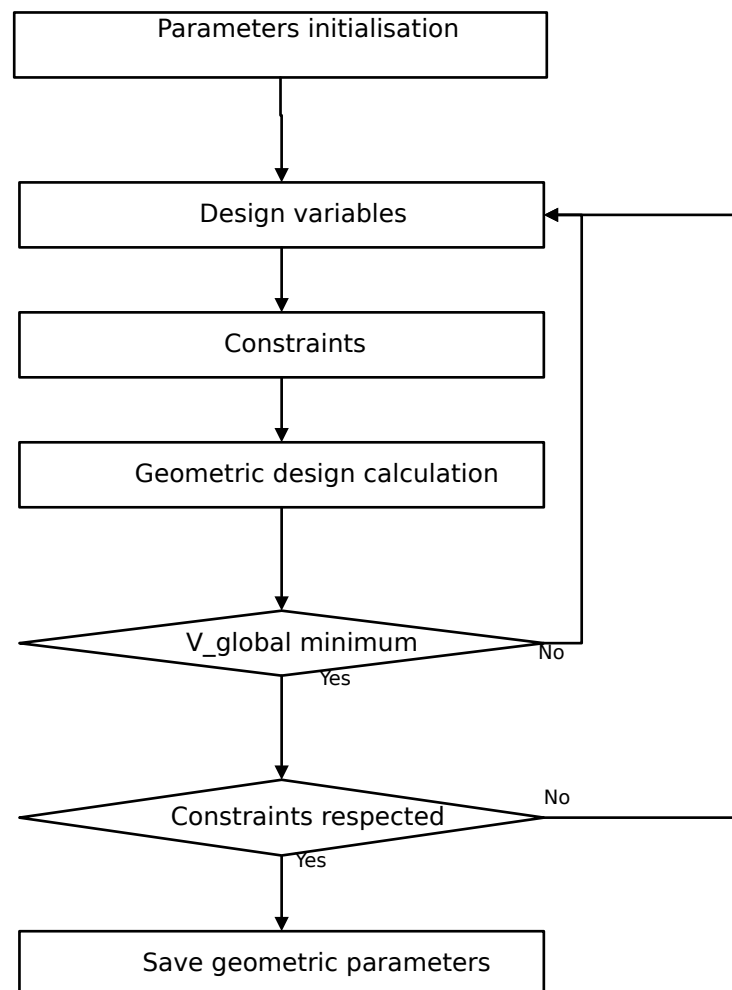 Parameters initialisation
Design variables
Constraints
Geometric design calculation
V_global minimum
No
Yes
No
Constraints respected
Yes
Save geometric parameters